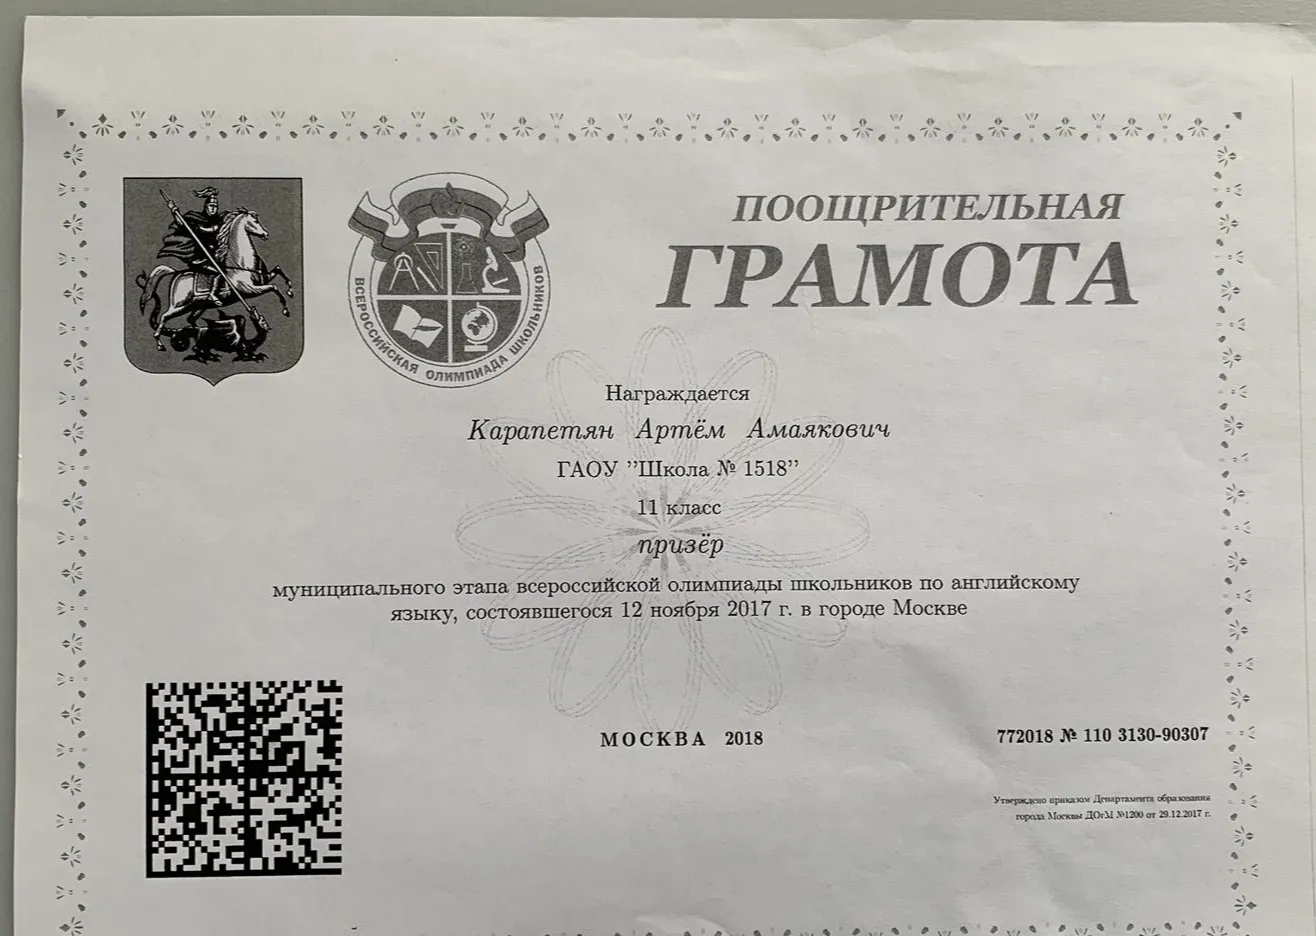 ВСЕРОССИЙСКАЯ ОЛИМПИАДА ШКОЛЬНИКОВ
ПООЩРИТЕЛЬНАЯ
ГРАМОТА
Награждается
Карапетян Артём Амаякович
ГАОУ "Школа № 1518"
11 класс
призёр
муниципального этапа всероссийской олимпиады школьников по английскому
языку, состоявшегося 12 ноября 2017 г. в городе Москве
МОСКВА 2018
772018 № 110 3130-90307
Утверждено приказом Департамента образования
города Москвы ДОгМ №1200 от 29.12.2017 г.